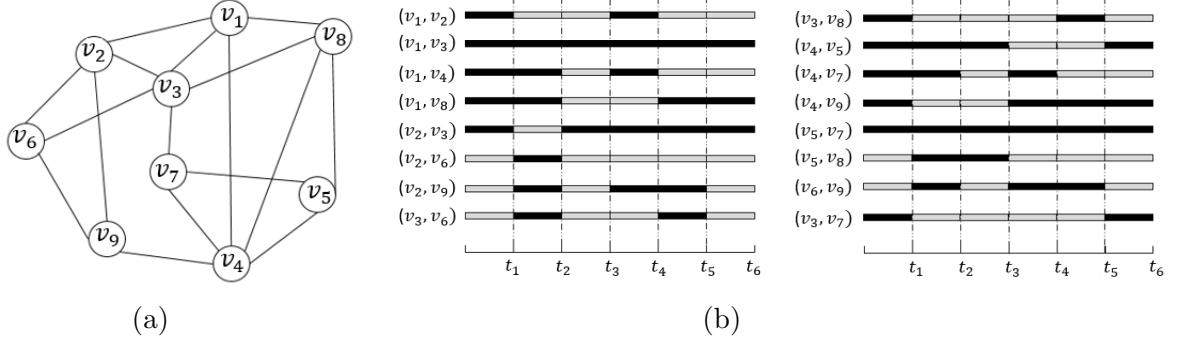 v₁
v₈
v₂
v₃
v₆
v₇
v₅
v₉
v₄
(a)
(v₁, v₂)
(v₁, v₃)
(v₁, v₄)
(v₁, v₈)
(v₂, v₃)
(v₂, v₆)
(v₂, v₉)
(v₃, v₆)
t₁ t₂ t₃ t₄ t₅ t₆
(v₃, v₈)
(v₄, v₅)
(v₄, v₇)
(v₄, v₉)
(v₅, v₇)
(v₅, v₈)
(v₆, v₉)
(v₃, v₇)
t₁ t₂ t₃ t₄ t₅ t₆
(b)